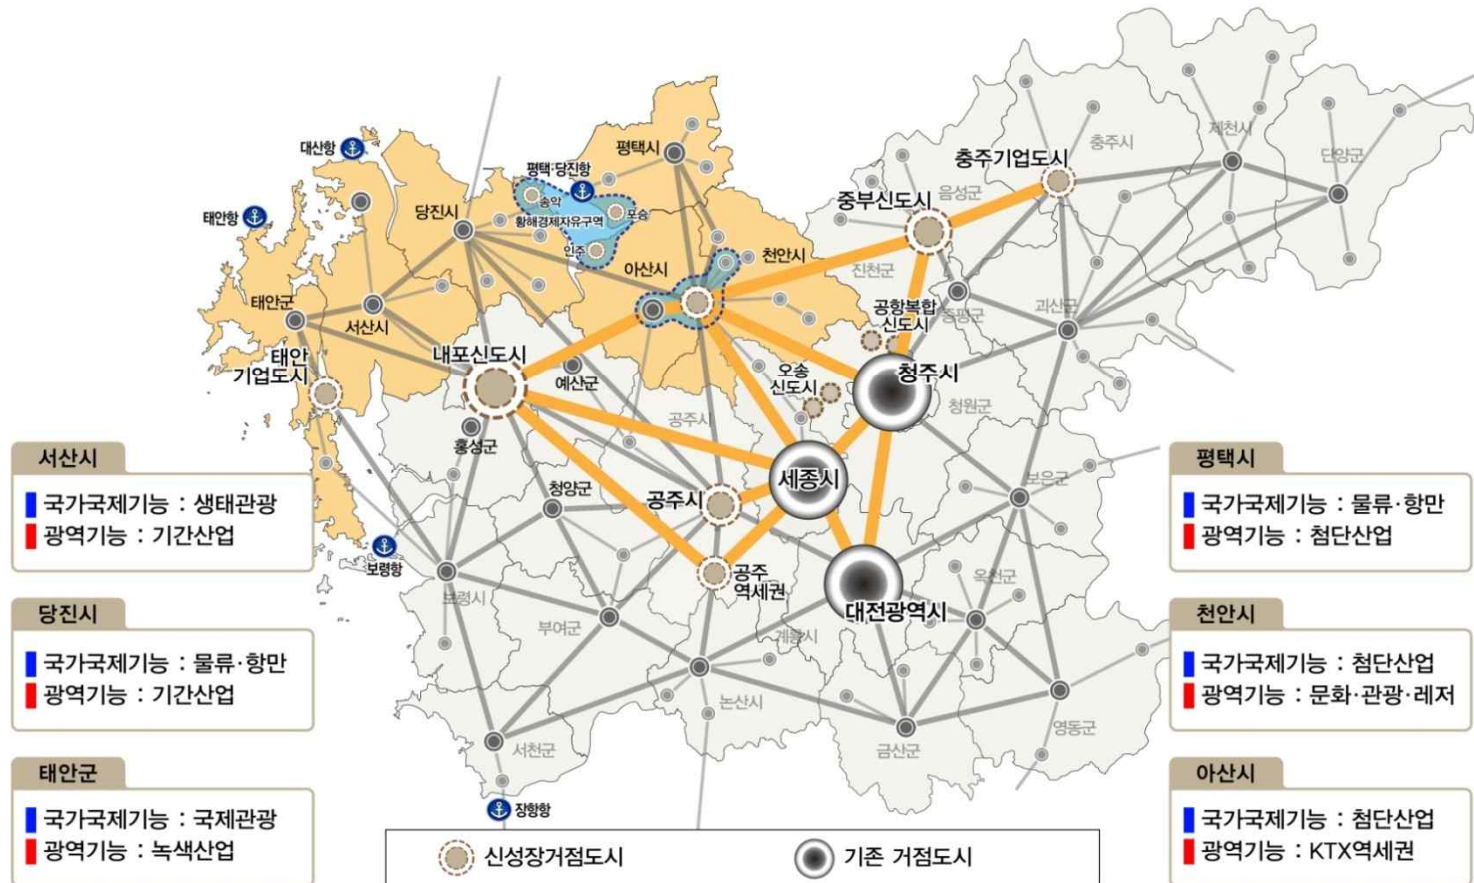 평택시
충주기업도시
충주시
제천시
단양군
대산항
평택·당진항
중부신도시
음성군
태안항
당진시
송악
포승
황해경제자유구역
인주
아산시
천안시
진천군
공항복합
신도시
증평군
괴산군
태안군
서산시
태안
기업도시
내포신도시
예산군
오송
신도시
청주시
청원군
공주시
홍성군
서산시
국가국제기능 : 생태관광
광역기능 : 기간산업
청양군
공주시
세종시
보은군
평택시
국가국제기능 : 물류·항만
광역기능 : 첨단산업
보령항
보령시
공주
역세권
대전광역시
옥천군
당진시
국가국제기능 : 물류·항만
광역기능 : 기간산업
부여군
계룡시
천안시
국가국제기능 : 첨단산업
광역기능 : 문화·관광·레저
논산시
서천군
금산군
영동군
태안군
국가국제기능 : 국제관광
광역기능 : 녹색산업
장항항
아산시
국가국제기능 : 첨단산업
광역기능 : KTX역세권
신성장거점도시
기존 거점도시